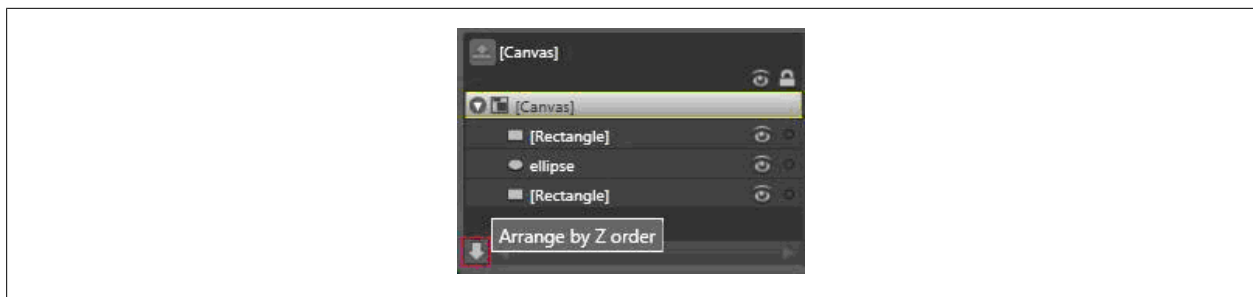 [Canvas]
[Canvas]
[Rectangle]
ellipse
[Rectangle]
Arrange by Z order